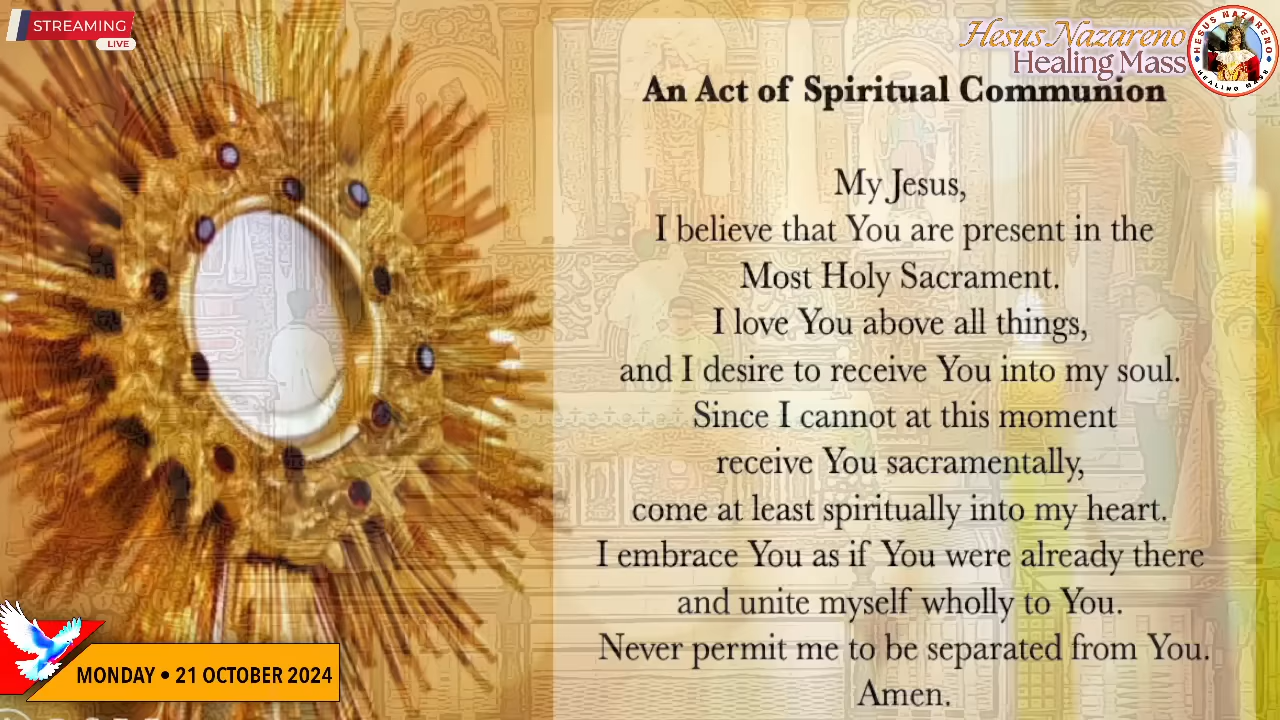 STREAMING
LIVE
Hesus Nazareno
Healing Mass
HESUS NAZARENO
HEALING MASS
An Act of Spiritual Communion
My Jesus,
I believe that You are present in the
Most Holy Sacrament.
I love You above all things,
and I desire to receive You into my soul.
Since I cannot at this moment
receive You sacramentally,
come at least spiritually into my heart.
I embrace You as if You were already there
and unite myself wholly to You.
Never permit me to be separated from You.
Amen.
MONDAY • 21 OCTOBER 2024